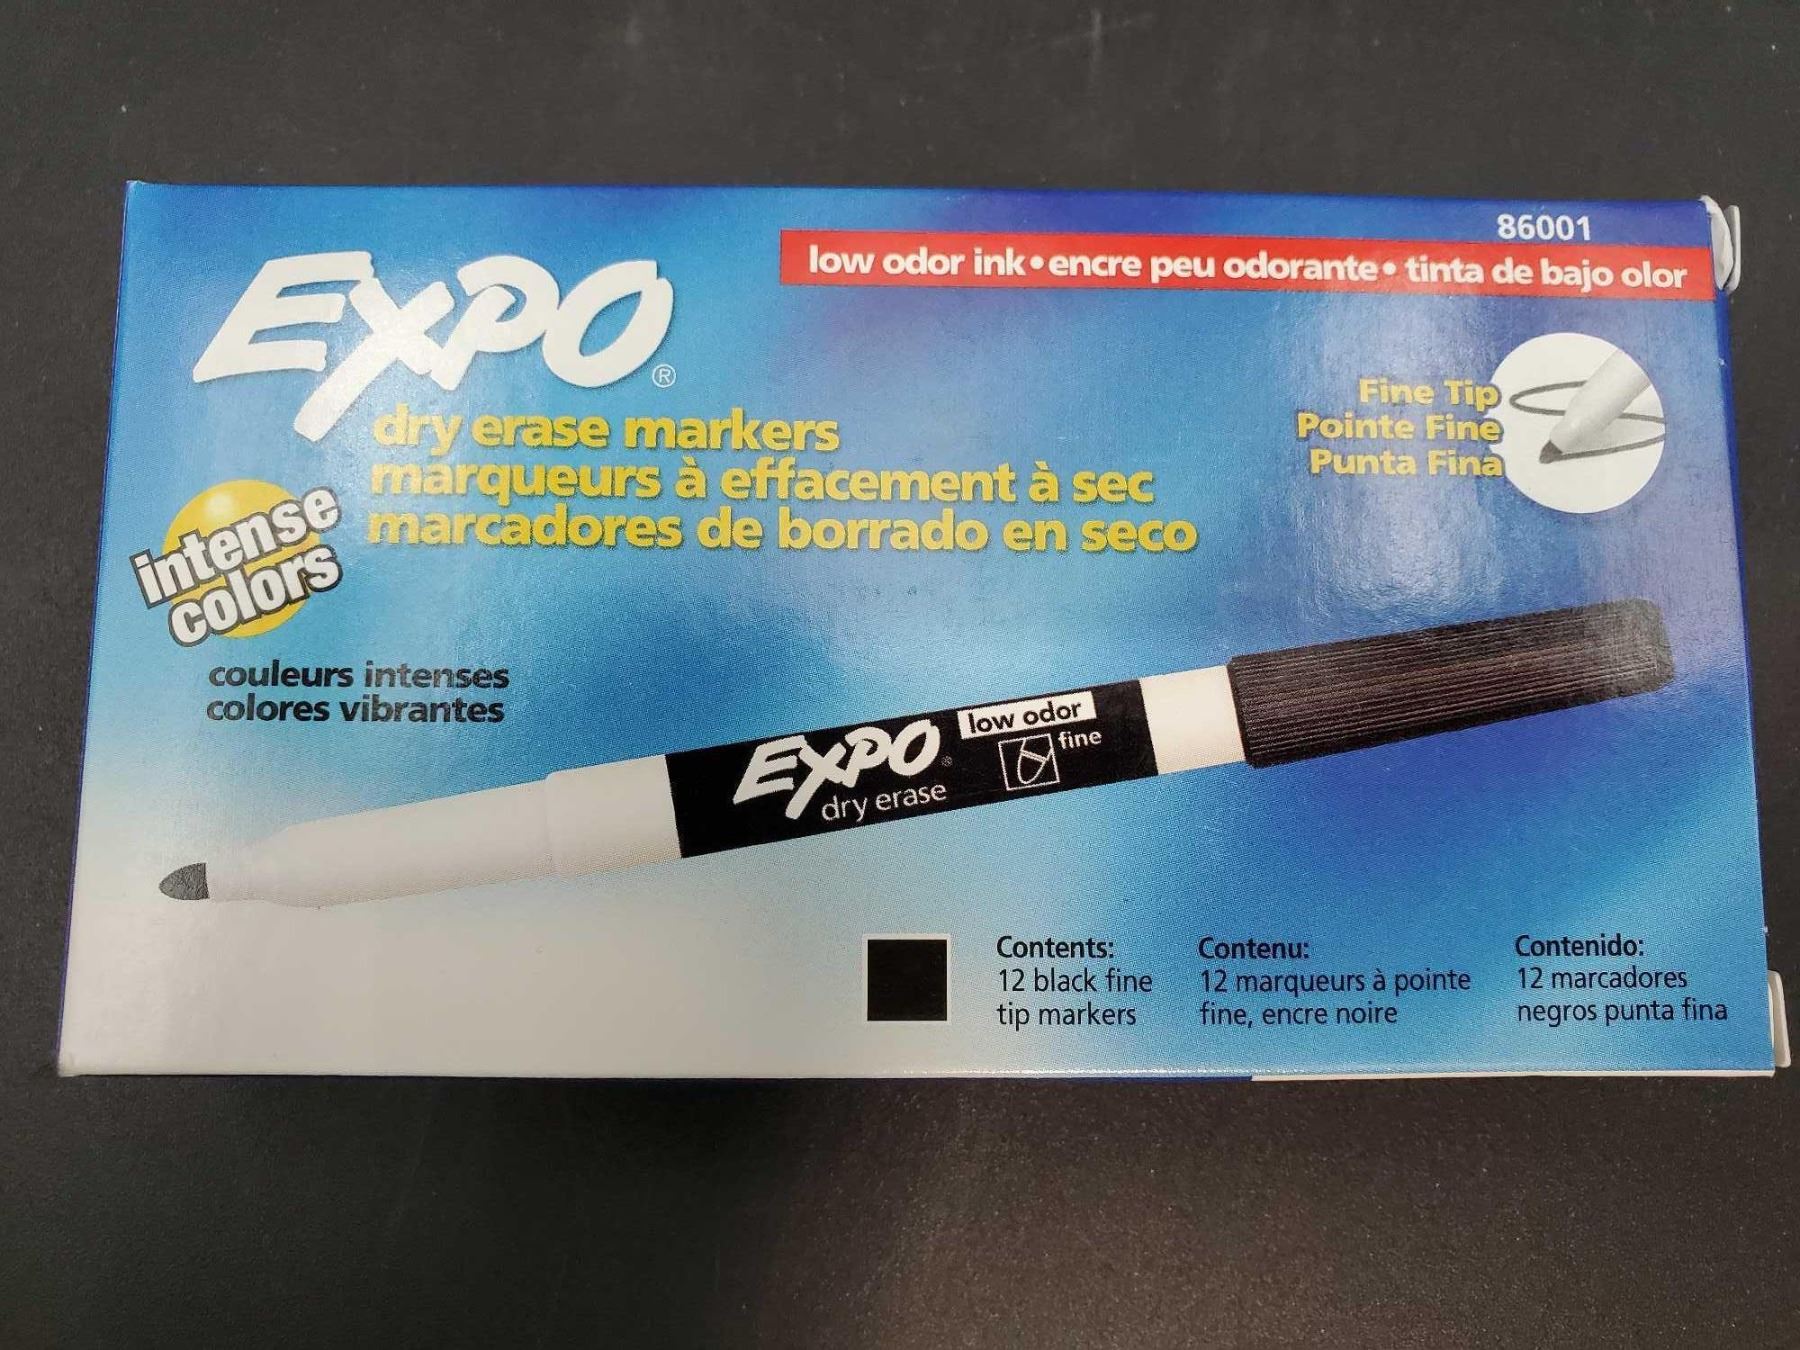 86001
low odor ink • encre peu odorante • tinta de bajo olor
EXPO®
dry erase markers
marqueurs à effacement à sec
marcadores de borrado en seco
Fine Tip
Pointe Fine
Punta Fina
intense
colors
couleurs intenses
colores vibrantes
EXPO
dry erase
low odor
fine
Contents:
12 black fine
tip markers
Contenu:
12 marqueurs à pointe
fine, encre noire
Contenido:
12 marcadores
negros punta fina